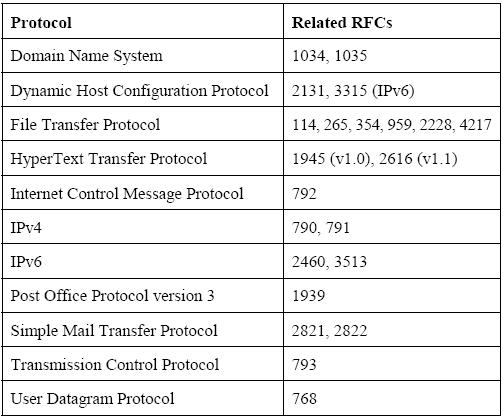 Protocol Related RFCs
Domain Name System 1034, 1035
Dynamic Host Configuration Protocol 2131, 3315 (IPv6)
File Transfer Protocol 114, 265, 354, 959, 2228, 4217
HyperText Transfer Protocol 1945 (v1.0), 2616 (v1.1)
Internet Control Message Protocol 792
IPv4 790, 791
IPv6 2460, 3513
Post Office Protocol version 3 1939
Simple Mail Transfer Protocol 2821, 2822
Transmission Control Protocol 793
User Datagram Protocol 768